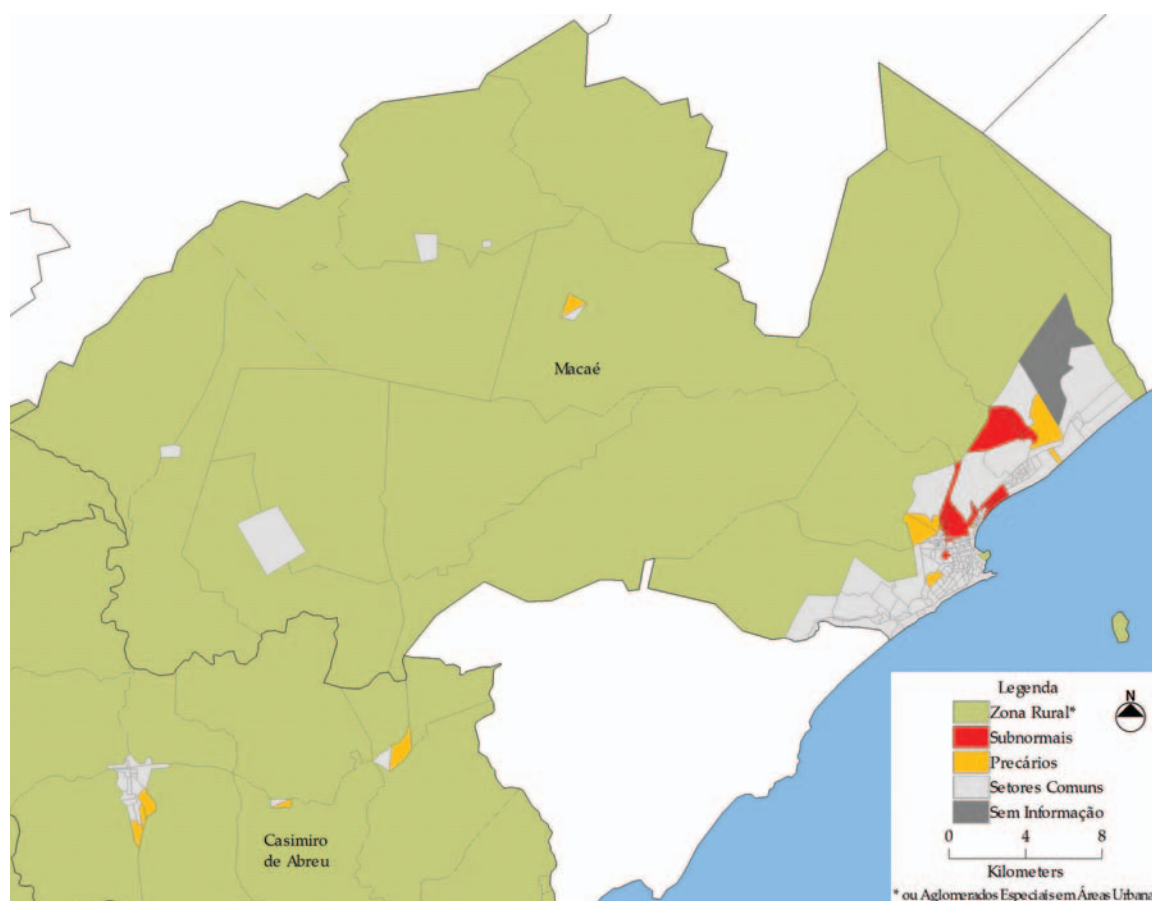 Macaé
Casimiro
de Abreu
Legenda
Zona Rural*
Subnormais
Precários
Setores Comuns
Sem Informação
N
0 4 8
Kilometers
* ou Aglomerados Especiais em Áreas Urbana